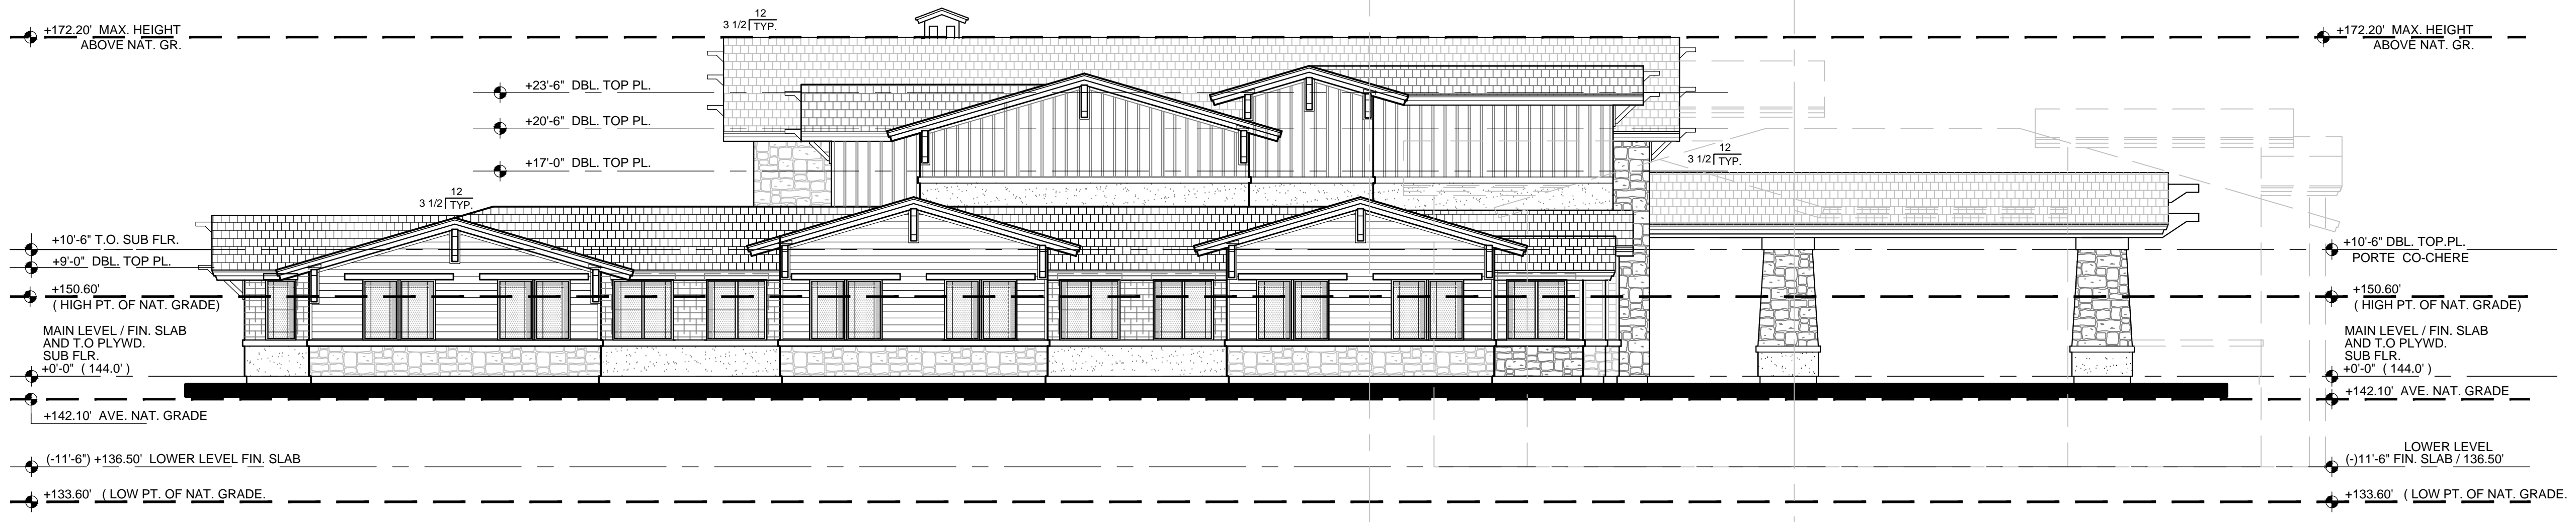 +172.20' MAX. HEIGHT
ABOVE NAT. GR.
12
3 1/2 TYP.
+172.20' MAX. HEIGHT
ABOVE NAT. GR.
+23'-6" DBL. TOP PL.
+20'-6" DBL. TOP PL.
+17'-0" DBL. TOP PL.
12
3 1/2 TYP.
12
3 1/2 TYP.
+10'-6" T.O. SUB FLR.
+9'-0" DBL. TOP PL.
+150.60'
( HIGH PT. OF NAT. GRADE)
MAIN LEVEL / FIN. SLAB
AND T.O PLYWD.
SUB FLR.
+0'-0" ( 144.0' )
+142.10' AVE. NAT. GRADE
(-11'-6") +136.50' LOWER LEVEL FIN. SLAB
+133.60' ( LOW PT. OF NAT. GRADE.
+10'-6" DBL. TOP.PL.
PORTE CO-CHERE
+150.60'
( HIGH PT. OF NAT. GRADE)
MAIN LEVEL / FIN. SLAB
AND T.O PLYWD.
SUB FLR.
+0'-0" ( 144.0' )
+142.10' AVE. NAT. GRADE
LOWER LEVEL
(-)11'-6" FIN. SLAB / 136.50'
+133.60' ( LOW PT. OF NAT. GRADE.